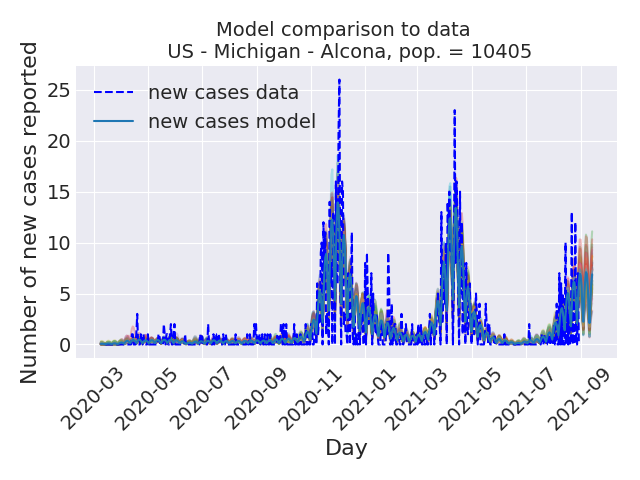 Model comparison to data
US - Michigan - Alcona, pop. = 10405
Number of new cases reported
25
20
15
10
5
0
new cases data
new cases model
2020-03
2020-05
2020-07
2020-09
2020-11
2021-01
2021-03
2021-05
2021-07
2021-09
Day